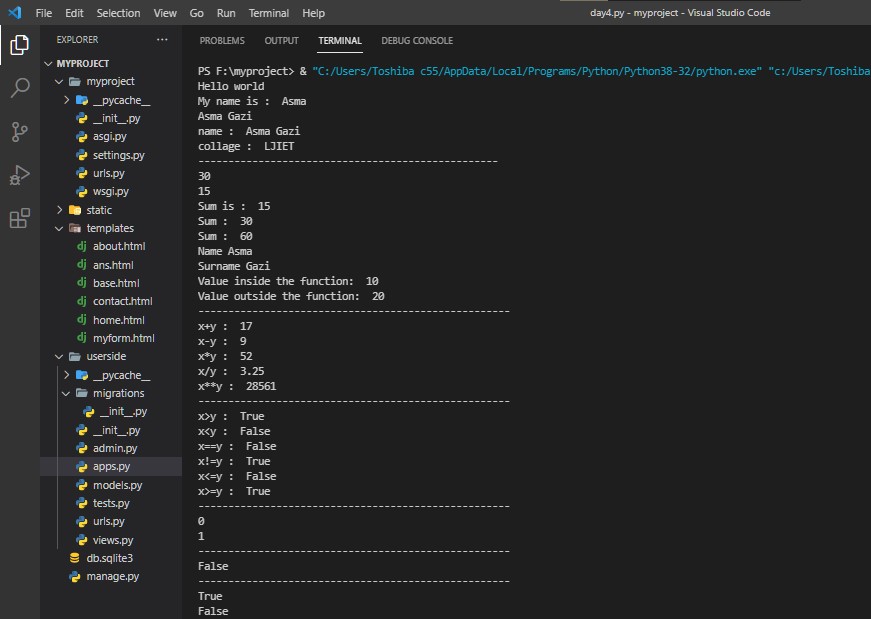 File Edit Selection View Go Run Terminal Help
day4.py - myproject - Visual Studio Code
EXPLORER
...
MYPROJECT
myproject
__pycache__
__init__.py
asgi.py
settings.py
urls.py
wsgi.py
static
templates
about.html
ans.html
base.html
contact.html
home.html
myform.html
userside
__pycache__
migrations
__init__.py
__init__.py
admin.py
apps.py
models.py
tests.py
urls.py
views.py
db.sqlite3
manage.py
PROBLEMS OUTPUT TERMINAL DEBUG CONSOLE
PS F:\myproject> & "C:/Users/Toshiba c55/AppData/Local/Programs/Python/Python38-32/python.exe" "c:/Users/Toshiba
Hello world
My name is :  Asma
Asma Gazi
name :  Asma Gazi
collage :  LJIET
--------------------------------------------------
30
15
Sum is :  15
Sum :  30
Sum :  60
Name Asma
Surname Gazi
Value inside the function:  10
Value outside the function:  20
----------------------------------------------------
x+y :  17
x-y :  9
x*y :  52
x/y :  3.25
x**y :  28561
----------------------------------------------------
x>y :  True
x<y :  False
x==y :  False
x!=y :  True
x<=y :  False
x>=y :  True
----------------------------------------------------
0
1
----------------------------------------------------
False
----------------------------------------------------
True
False